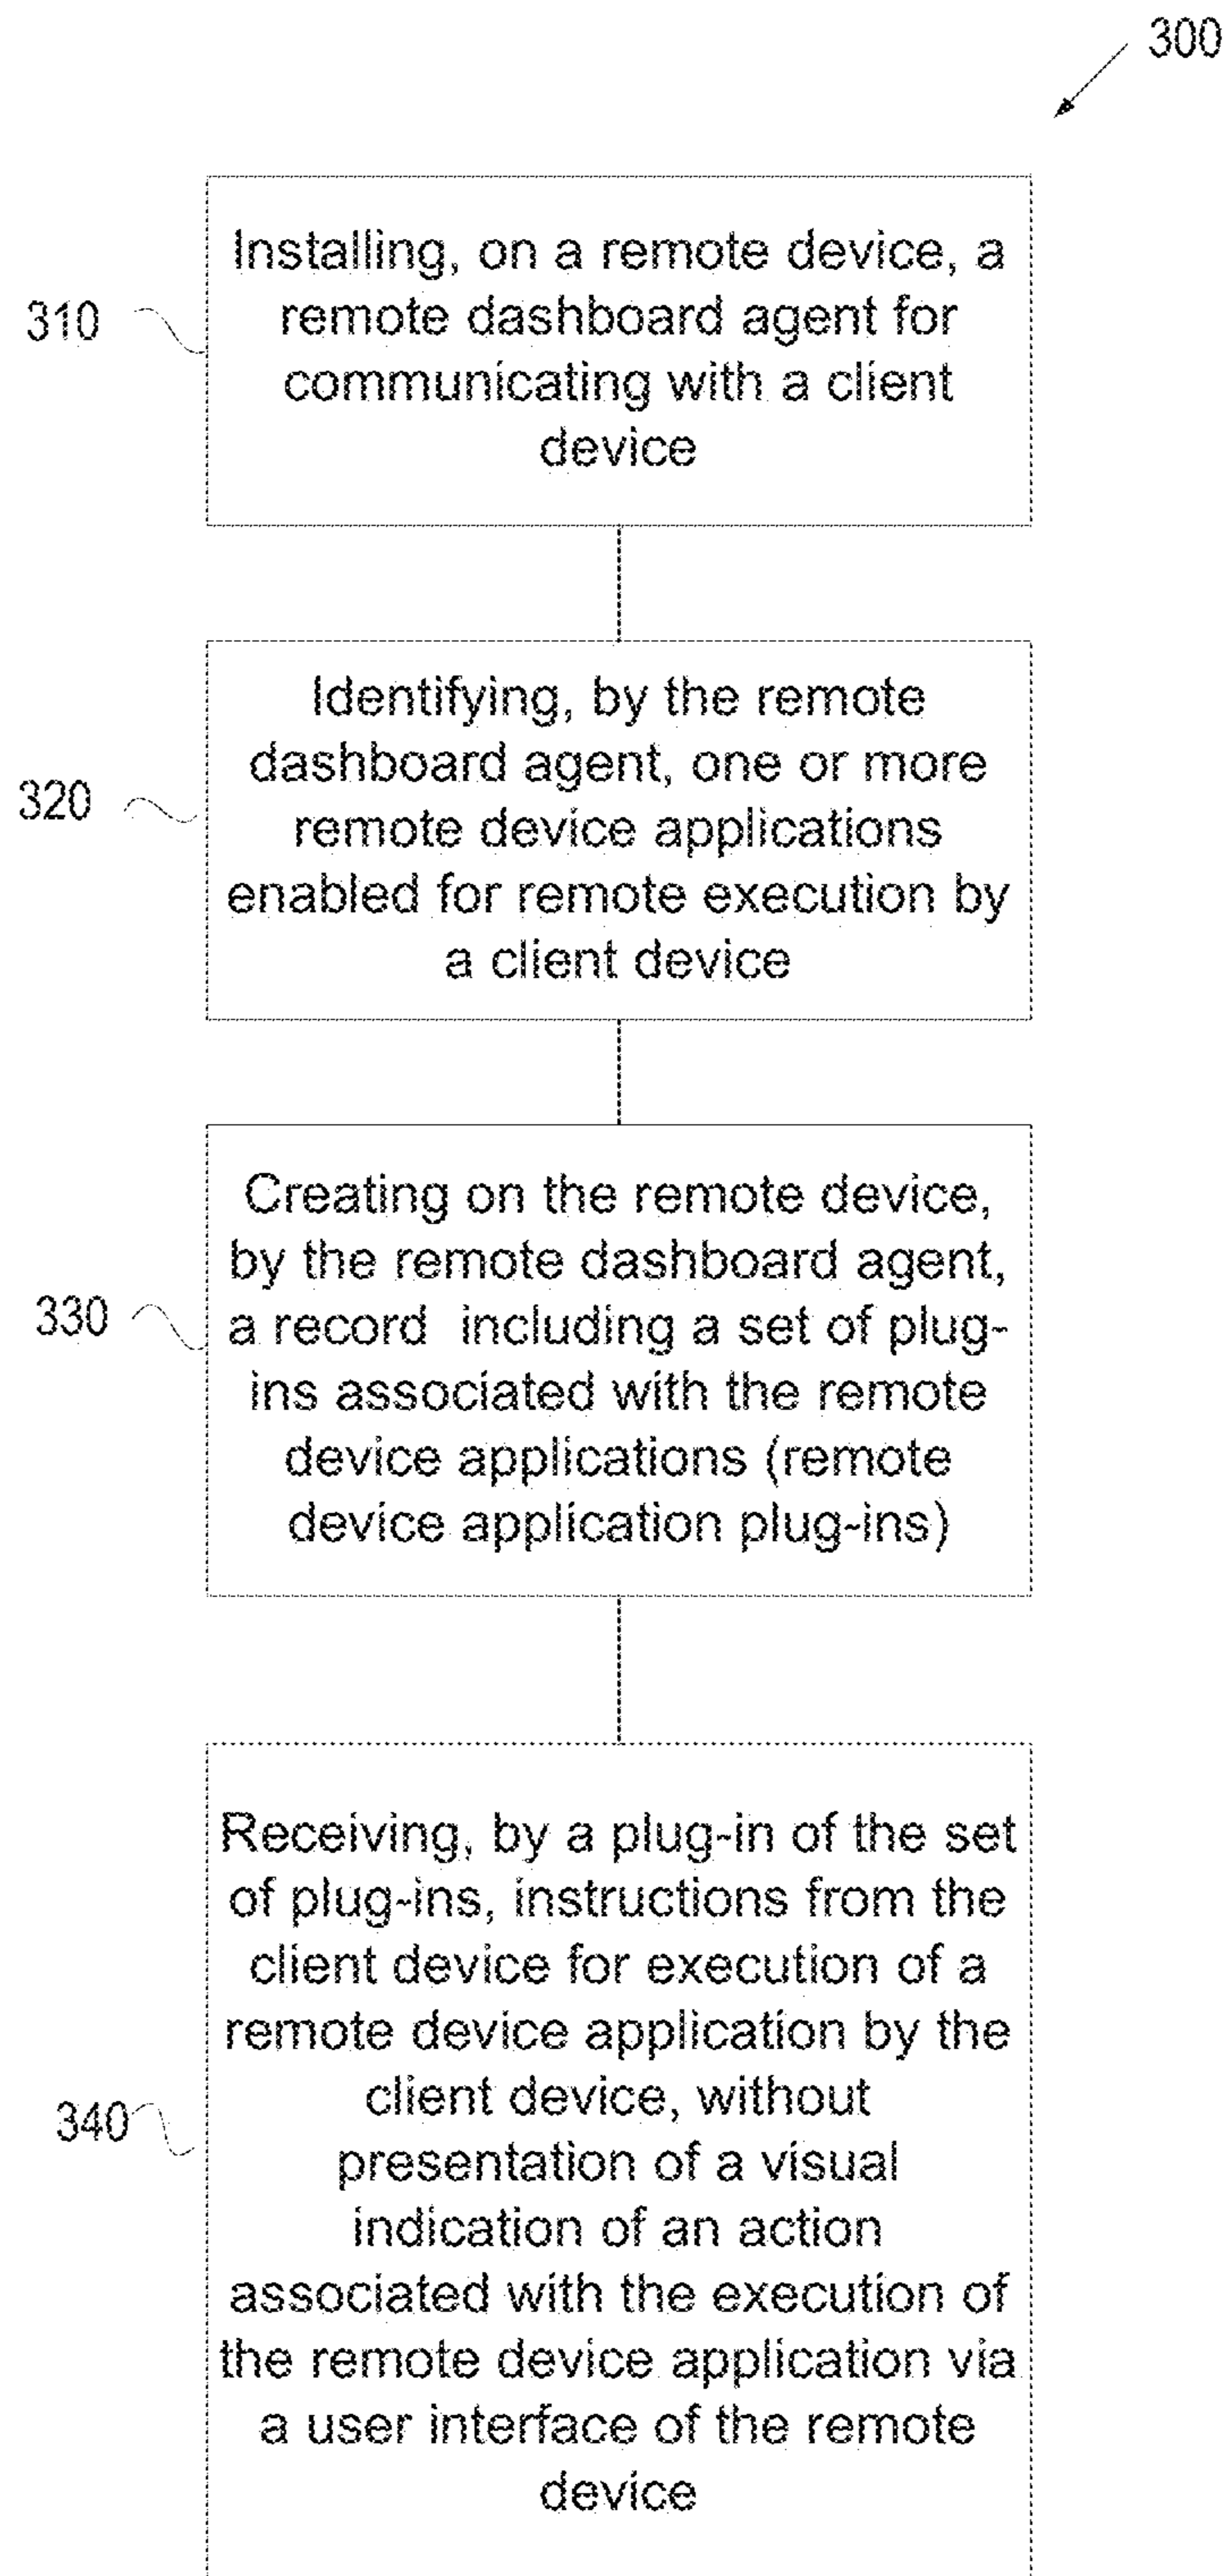 300
310
Installing, on a remote device, a
remote dashboard agent for
communicating with a client
device
320
Identifying, by the remote
dashboard agent, one or more
remote device applications
enabled for remote execution by
a client device
330
Creating on the remote device,
by the remote dashboard agent,
a record including a set of plug-
ins associated with the remote
device applications (remote
device application plug-ins)
340
Receiving, by a plug-in of the set
of plug-ins, instructions from the
client device for execution of a
remote device application by the
client device, without
presentation of a visual
indication of an action
associated with the execution of
the remote device application via
a user interface of the remote
device